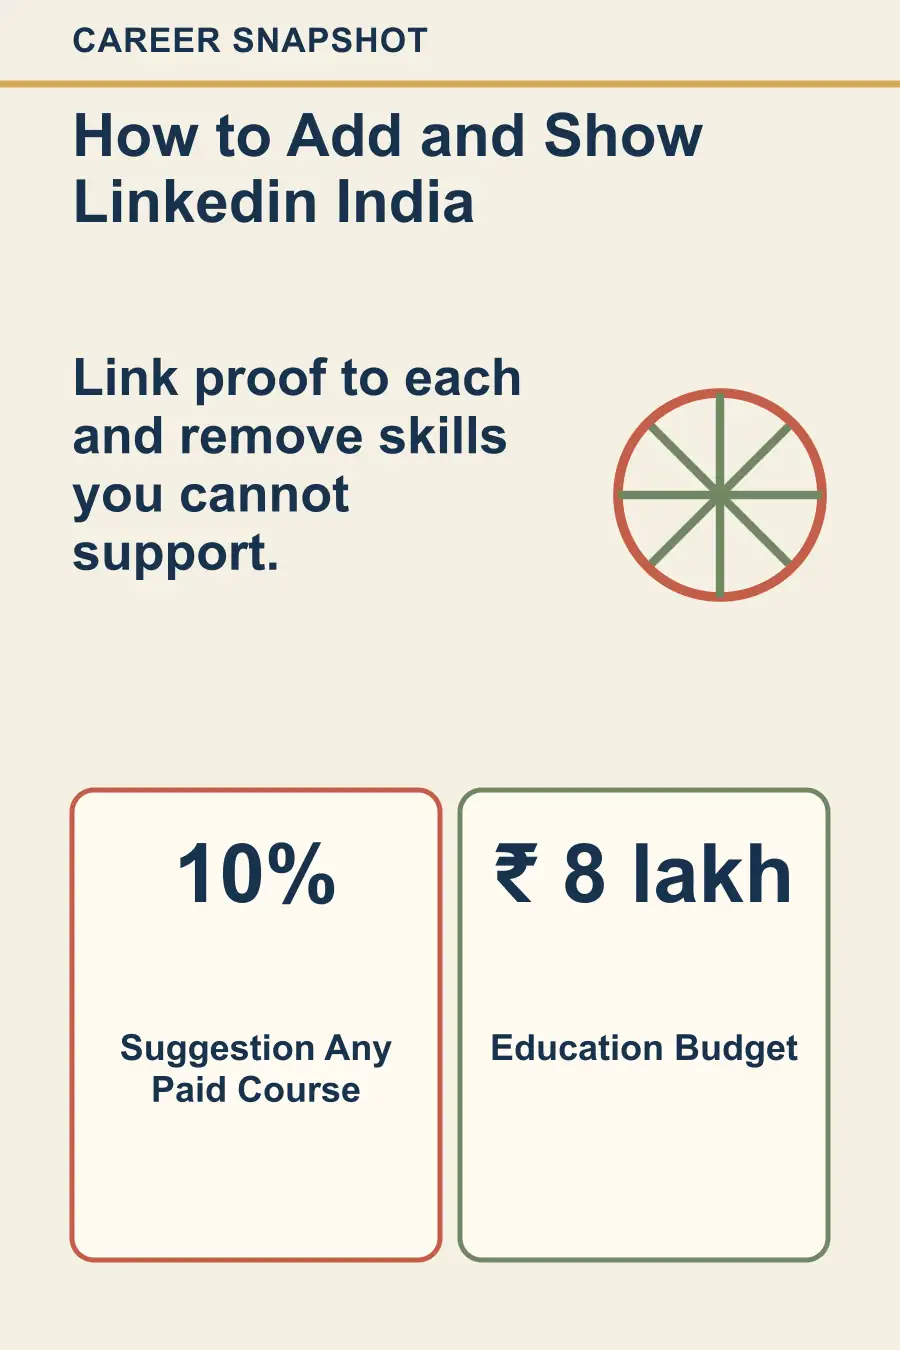 CAREER SNAPSHOT
How to Add and Show
Linkedin India
Link proof to each
and remove skills
you cannot
support.
10%
Suggestion Any
Paid Course
₹ 8 lakh
Education Budget